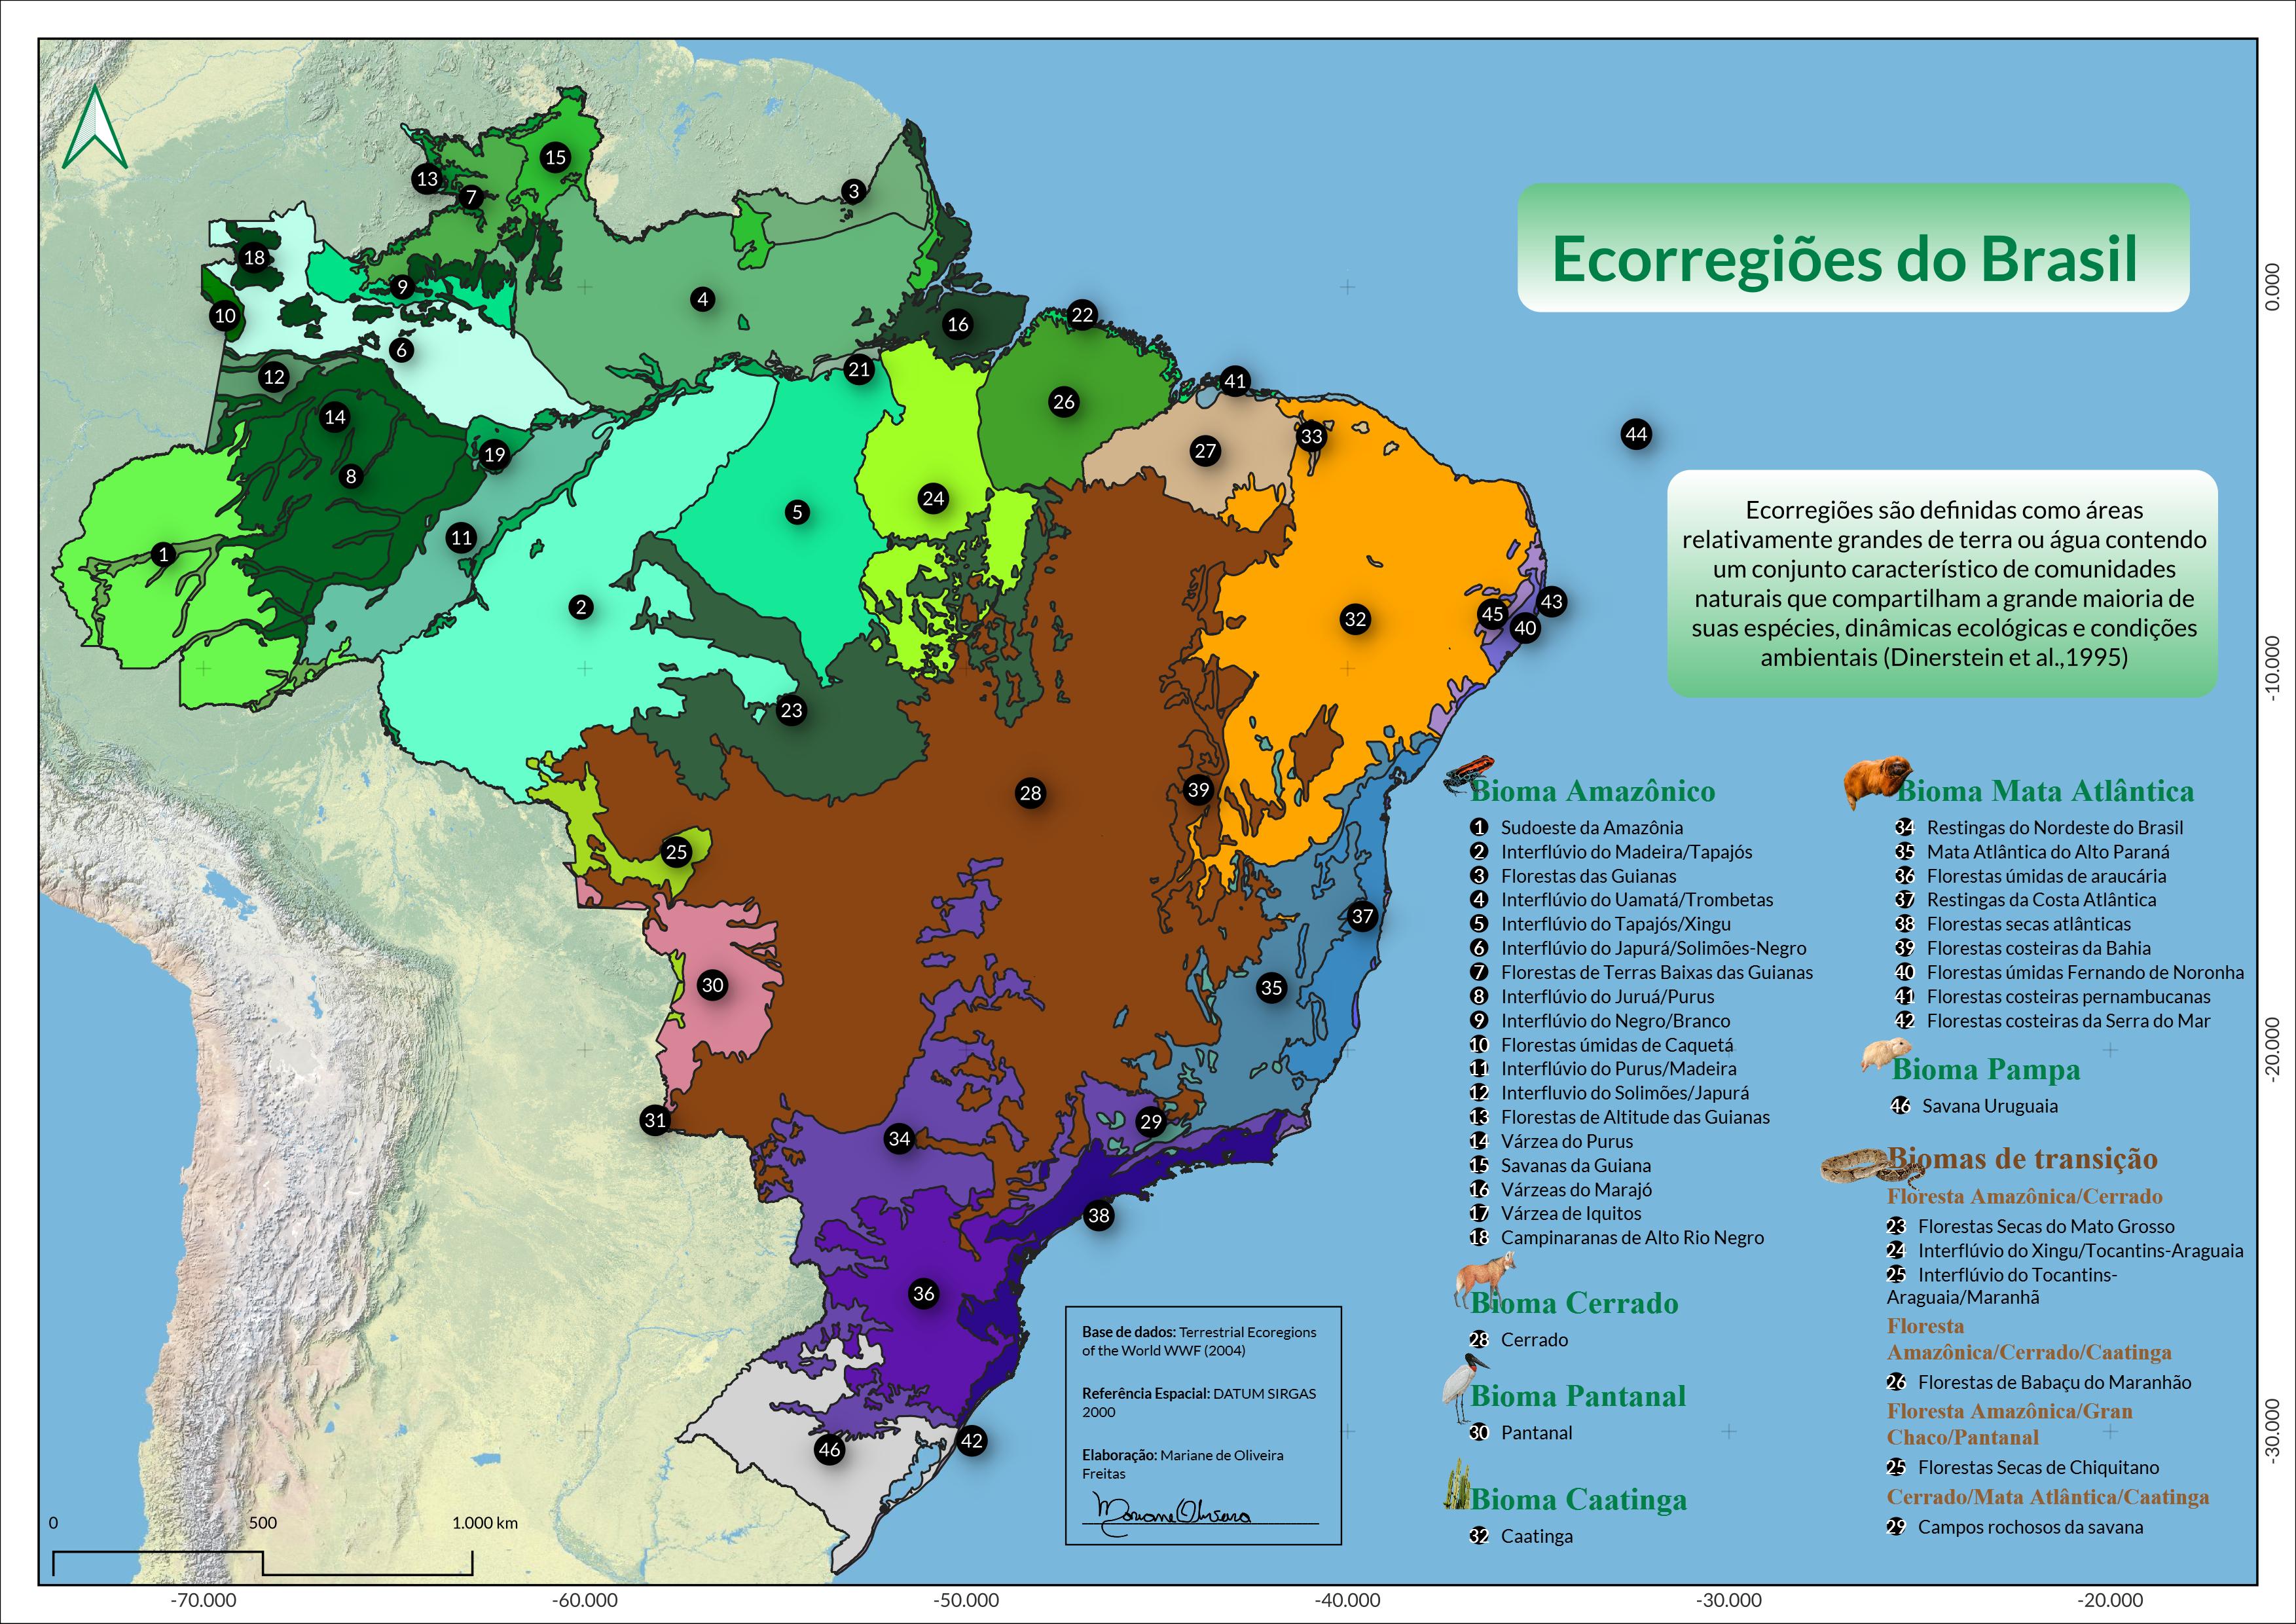 Ecorregiões do Brasil
Ecorregiões são definidas como áreas
relativamente grandes de terra ou água contendo
um conjunto característico de comunidades
naturais que compartilham a grande maioria de
suas espécies, dinâmicas ecológicas e condições
ambientais (Dinerstein et al.,1995)
15
13
7
3
18
9
10
4
6
16
22
12
21
14
41
26
33
44
19
27
8
24
5
11
1
2
32
45
43
40
23
28
39
25
37
30
35
31
34
29
38
36
46
42
Bioma Amazônico
1 Sudoeste da Amazônia
2 Interflúvio do Madeira/Tapajós
3 Florestas das Guianas
4 Interflúvio do Uamatá/Trombetas
5 Interflúvio do Tapajós/Xingu
6 Interflúvio do Japurá/Solimões-Negro
7 Florestas de Terras Baixas das Guianas
8 Interflúvio do Juruá/Purus
9 Interflúvio do Negro/Branco
10 Florestas úmidas de Caquetá
11 Interflúvio do Purus/Madeira
12 Interfluvio do Solimões/Japurá
13 Florestas de Altitude das Guianas
14 Várzea do Purus
15 Savanas da Guiana
16 Várzeas do Marajó
17 Várzea de Iquitos
18 Campinaranas de Alto Rio Negro
Bioma Cerrado
28 Cerrado
Bioma Pantanal
30 Pantanal
Bioma Caatinga
32 Caatinga
Bioma Mata Atlântica
34 Restingas do Nordeste do Brasil
35 Mata Atlântica do Alto Paraná
36 Florestas úmidas de araucária
37 Restingas da Costa Atlântica
38 Florestas secas atlânticas
39 Florestas costeiras da Bahia
40 Florestas úmidas Fernando de Noronha
41 Florestas costeiras pernambucanas
42 Florestas costeiras da Serra do Mar
Bioma Pampa
46 Savana Uruguaia
Biomas de transição
Floresta Amazônica/Cerrado
23 Florestas Secas do Mato Grosso
24 Interflúvio do Xingu/Tocantins-Araguaia
25 Interflúvio do Tocantins-
Araguaia/Maranhã
Floresta
Amazônica/Cerrado/Caatinga
26 Florestas de Babaçu do Maranhão
Floresta Amazônica/Gran
Chaco/Pantanal
25 Florestas Secas de Chiquitano
Cerrado/Mata Atlântica/Caatinga
29 Campos rochosos da savana
Base de dados: Terrestrial Ecoregions
of the World WWF (2004)
Referência Espacial: DATUM SIRGAS
2000
Elaboração: Mariane de Oliveira
Freitas
0 500 1.000 km
-70.000 -60.000 -50.000 -40.000 -30.000 -20.000
0.000
-10.000
-20.000
-30.000